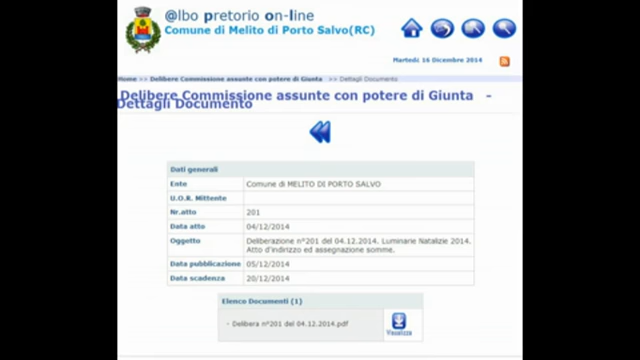 @lbo pretorio on-line
Comune di Melito di Porto Salvo(RC)
Martedì 16 Dicembre 2014
Home >> Delibere Commissione assunte con potere di Giunta >> Dettagli Documento
Delibere Commissione assunte con potere di Giunta -
Dettagli Documento
Dati generali
Ente Comune di MELITO DI PORTO SALVO
U.O.R. Mittente
Nr.atto 201
Data atto 04/12/2014
Oggetto Deliberazione n°201 del 04.12.2014. Luminarie Natalizie 2014.
Atto d'indirizzo ed assegnazione somme.
Data pubblicazione 05/12/2014
Data scadenza 20/12/2014
Elenco Documenti (1)
- Delibera n°201 del 04.12.2014.pdf Visualizza